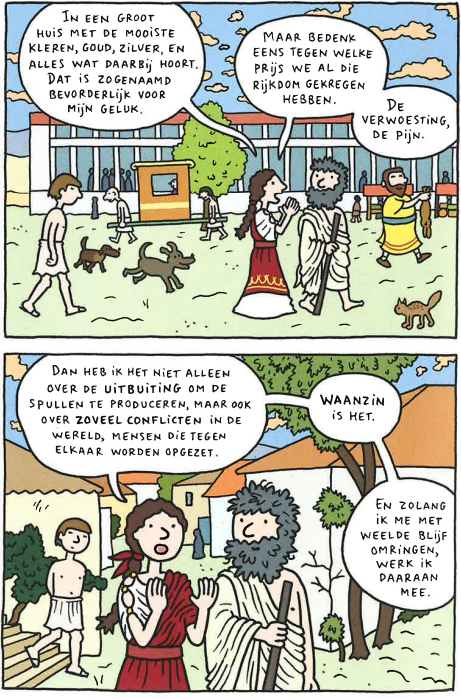 IN EEN GROOT
HUIS MET DE MOOISTE
KLEREN, GOUD, ZILVER, EN
ALLES WAT DAARBIJ HOORT.
DAT IS ZOGENAAMD
BEVORDERLIJK VOOR
MIJN GELUK.
MAAR BEDENK
EENS TEGEN WELKE
PRIJS WE AL DIE
RIJKDOM GEKREGEN
HEBBEN.
DE
VERWOESTING,
DE PIJN.
DAN HEB IK HET NIET ALLEEN
OVER DE UITBUITING OM DE
SPULLEN TE PRODUCEREN, MAAR OOK
OVER ZOVEEL CONFLICTEN IN DE
WERELD, MENSEN DIE TEGEN
ELKAAR WORDEN OPGEZET.
WAANZIN
IS HET.
EN ZOLANG
IK ME MET
WEELDE BLIJF
OMRINGEN,
WERK IK
DAARAAN
MEE.